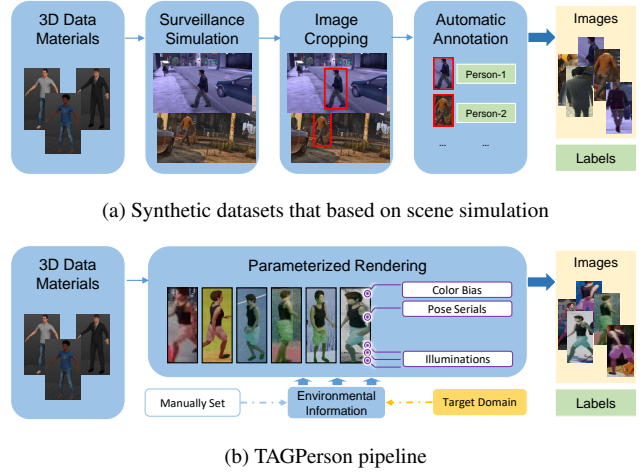 3D Data
Materials
Surveillance
Simulation
Image
Cropping
Automatic
Annotation
Person-1
Person-2
...
...
Images
Labels
(a) Synthetic datasets that based on scene simulation
3D Data
Materials
Parameterized Rendering
Color Bias
Pose Serials
Illuminations
Manually Set
Environmental
Information
Target Domain
Images
Labels
(b) TAGPerson pipeline